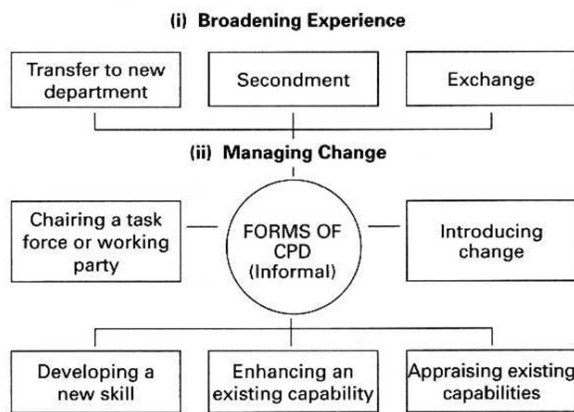 (i) Broadening Experience
Transfer to new
department
Secondment
Exchange
(ii) Managing Change
Chairing a task
force or working
party
FORMS OF
CPD
(Informal)
Introducing
change
Developing a
new skill
Enhancing an
existing capability
Appraising existing
capabilities